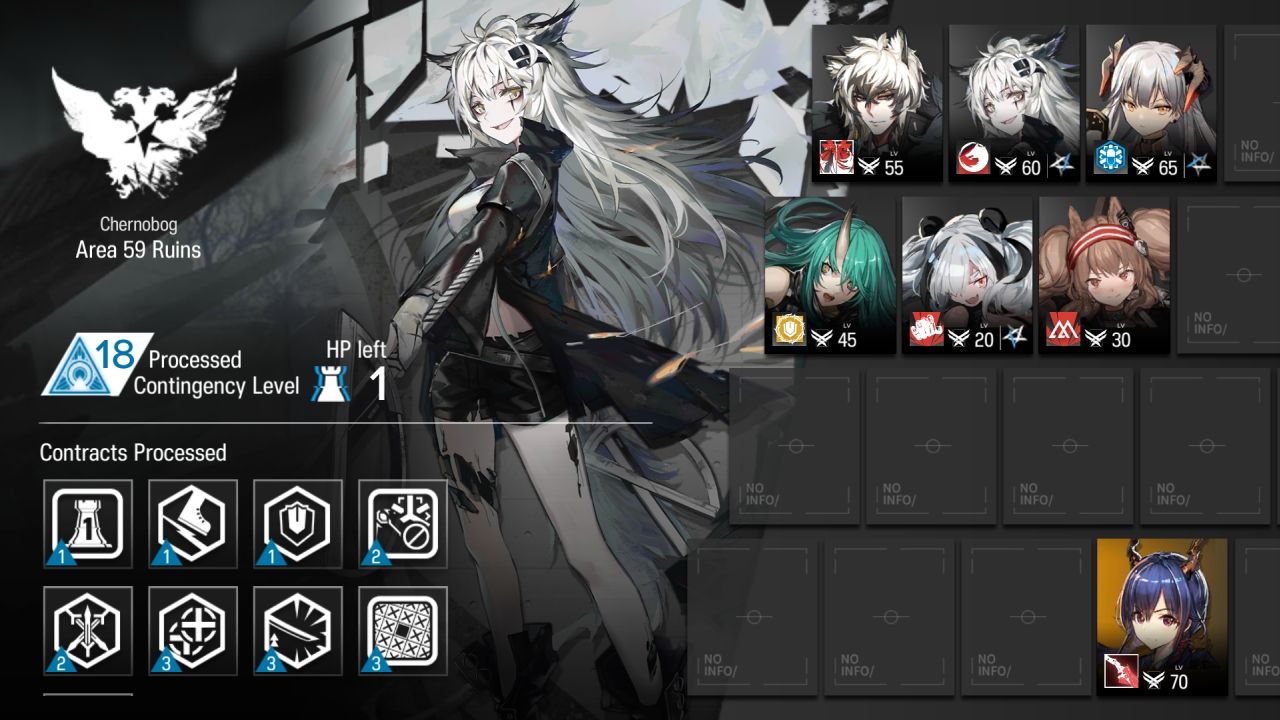 Chernobog
Area 59 Ruins
18
Processed
Contingency Level
HP left
1
Contracts Processed
1
1
1
1
2
2
3
3
3
LV
55
LV
60
LV
65
NO
INFO/
LV
45
LV
20
LV
30
NO
INFO/
NO
INFO/
NO
INFO/
NO
INFO/
NO
INFO/
NO
INFO/
NO
INFO/
NO
INFO/
LV
70
NO
INFO/